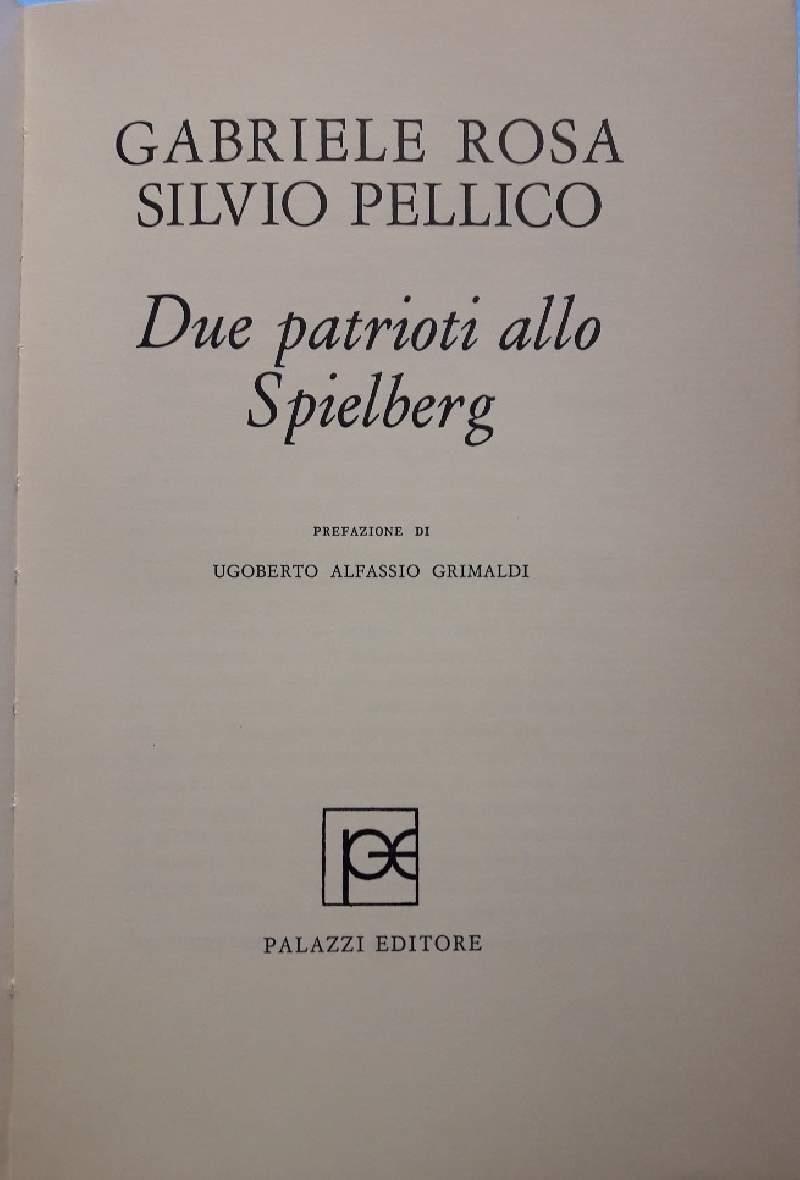 GABRIELE ROSA
SILVIO PELLICO
Due patrioti allo
Spielberg
PREFAZIONE DI
UGOBERTO ALFASSIO GRIMALDI
pe
PALAZZI EDITORE